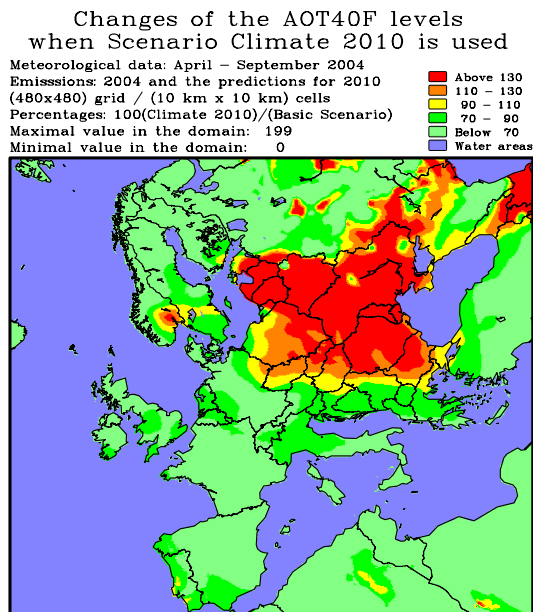 Changes of the AOT40F levels
when Scenario Climate 2010 is used
Meteorological data: April – September 2004
Emisssions: 2004 and the predictions for 2010
(480x480) grid / (10 km x 10 km) cells
Percentages: 100(Climate 2010)/(Basic Scenario)
Maximal value in the domain: 199
Minimal value in the domain: 0
Above 130
110 – 130
90 – 110
70 – 90
Below 70
Water areas